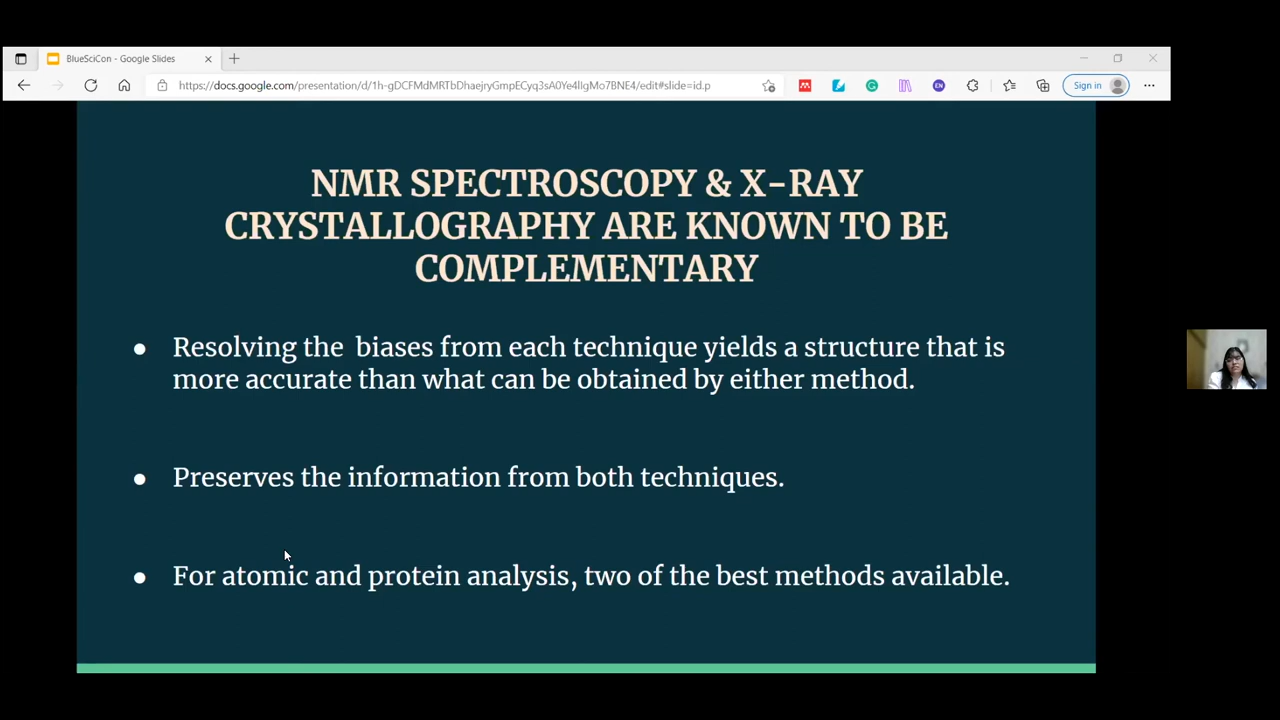 BlueSciCon - Google Slides
https://docs.google.com/presentation/d/1h-gDCFMdMRTbDhaejryGmpECyq3sA0Ye4lIgMo7BNE4/edit#slide=id.p
EN
Sign in
NMR SPECTROSCOPY & X-RAY
CRYSTALLOGRAPHY ARE KNOWN TO BE
COMPLEMENTARY
● Resolving the biases from each technique yields a structure that is
more accurate than what can be obtained by either method.
● Preserves the information from both techniques.
● For atomic and protein analysis, two of the best methods available.